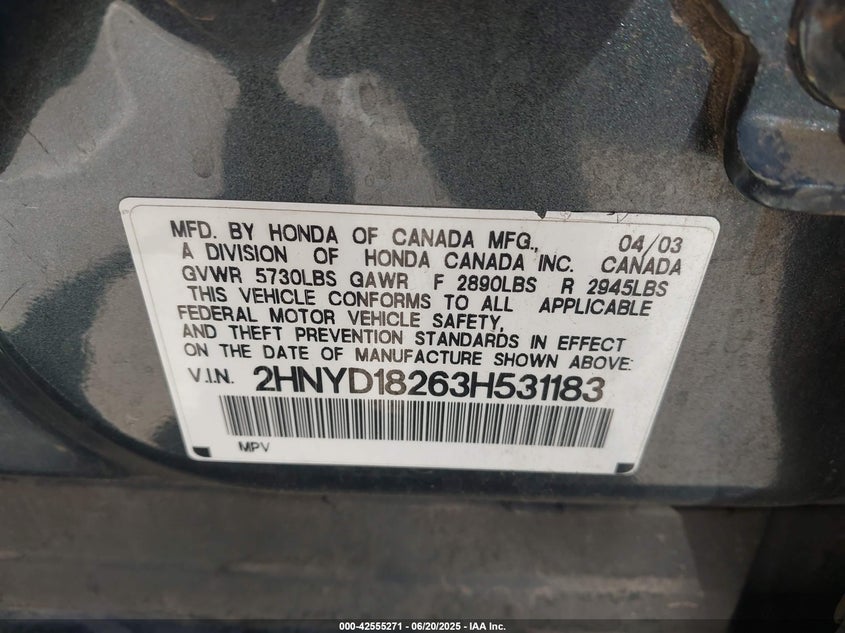 MFD. BY HONDA OF CANADA MFG., 04/03
A DIVISION OF HONDA CANADA INC. CANADA
GVWR 5730LBS GAWR F 2890LBS R 2945LBS
THIS VEHICLE CONFORMS TO ALL APPLICABLE
FEDERAL MOTOR VEHICLE SAFETY,
AND THEFT PREVENTION STANDARDS IN EFFECT
ON THE DATE OF MANUFACTURE SHOWN ABOVE:
V.I.N. 2HNYD18263H531183
MPV
000-42555271 - 06/20/2025 - IAA Inc.